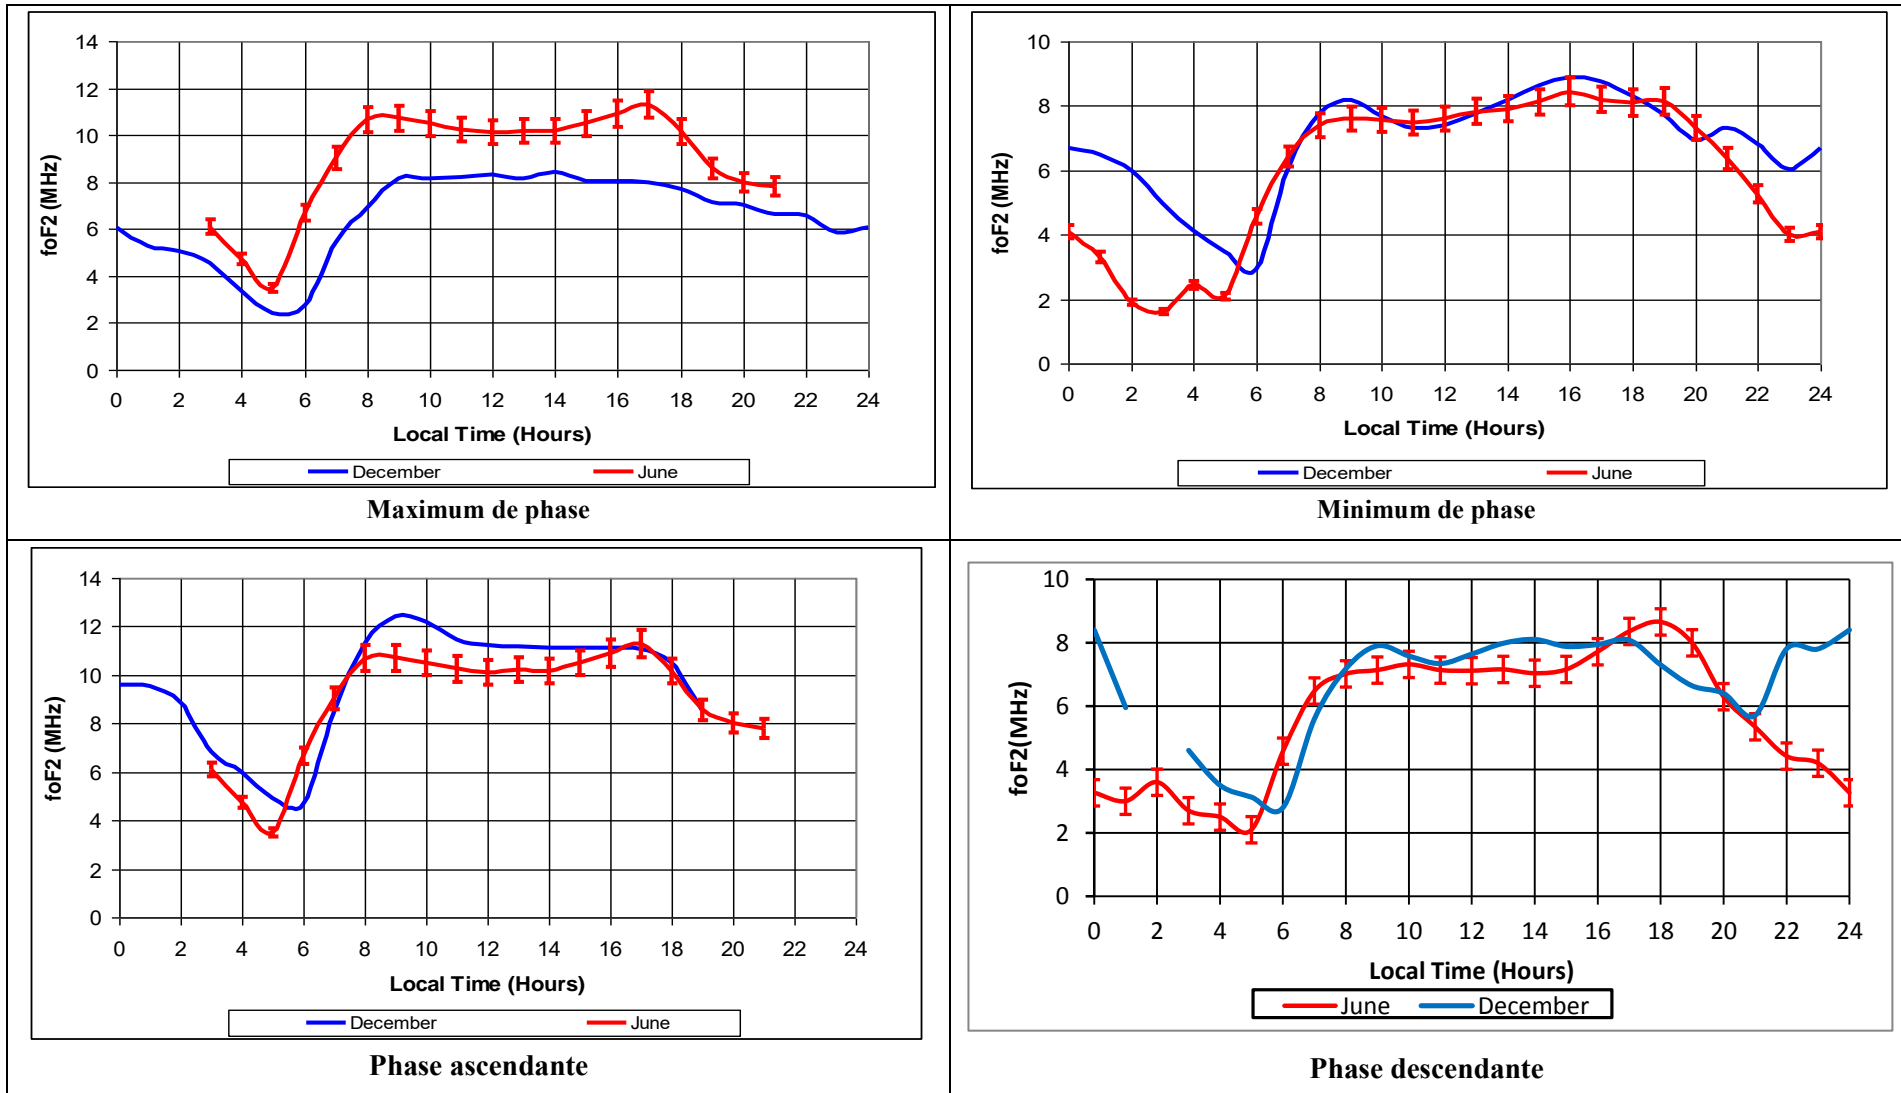 14
12
10
8
6
4
2
0
foF2 (MHz)
0 2 4 6 8 10 12 14 16 18 20 22 24
Local Time (Hours)
December June
Maximum de phase
10
8
6
4
2
0
foF2 (MHz)
0 2 4 6 8 10 12 14 16 18 20 22 24
Local Time (Hours)
December June
Minimum de phase
14
12
10
8
6
4
2
0
foF2 (MHz)
0 2 4 6 8 10 12 14 16 18 20 22 24
Local Time (Hours)
December June
Phase ascendante
10
8
6
4
2
0
foF2(MHz)
0 2 4 6 8 10 12 14 16 18 20 22 24
Local Time (Hours)
June December
Phase descendante